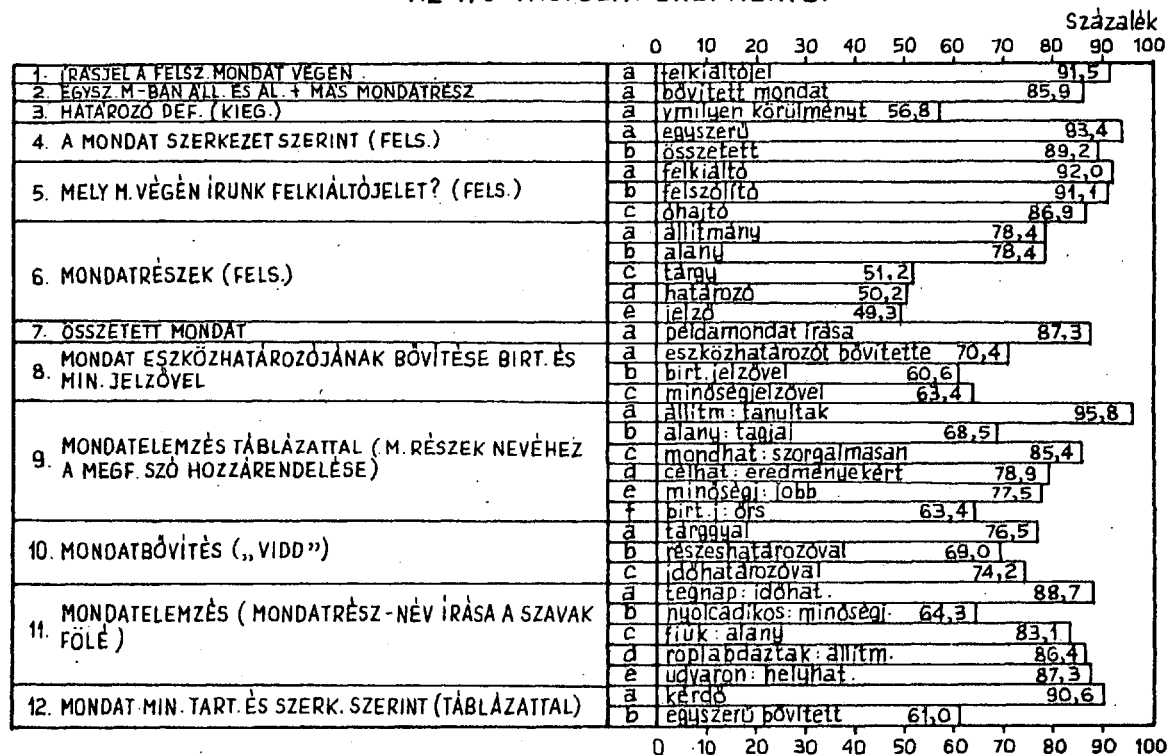 Százalék
0 10 20 30 40 50 60 70 80 90 100
1. ÍRÁSJEL A FELSZ. MONDAT VÉGÉN a felkiáltójel 91,5
2. EGYSZ. M-BAN ÁLL. ÉS AL. + MÁS MONDATRÉSZ a bővített mondat 85,9
3. HATÁROZÓ DEF. (KIEG.) a vmilyen körülményt 56,8
4. A MONDAT SZERKEZET SZERINT (FELS.) a egyszerű 93,4
b összetett 89,2
5. MELY M. VÉGÉN ÍRUNK FELKIÁLTÓJELET? (FELS.) a felkiáltó 92,0
b felszólító 91,1
c óhajtó 86,9
6. MONDATRÉSZEK (FELS.) a állítmány 78,4
b alany 78,4
c tárgy 51,2
d határozó 50,2
e jelző 49,3
7. ÖSSZETETT MONDAT a példamondat írása 87,3
8. MONDAT ESZKÖZHATÁROZÓJÁNAK BŐVÍTÉSE BIRT. ÉS MIN. JELZŐVEL a eszközhatározót bővítette 70,4
b birt. jelzővel 60,6
c minőségjelzővel 63,4
9. MONDATELEMZÉS TÁBLÁZATTAL (M. RÉSZEK NEVÉHEZ A MEGF. SZÓ HOZZÁRENDELÉSE) a állítm: tanultak 95,8
b alany: tagjai 68,5
c módhat: szorgalmasan 85,4
d célhat: eredményekért 78,9
e minőségj: jobb 77,5
f birt. j: őrs 63,4
10. MONDATBŐVÍTÉS („VIDD”) a tárggyal 76,5
b részeshatározóval 69,0
c időhatározóval 74,2
11. MONDATELEMZÉS (MONDATRÉSZ-NÉV ÍRÁSA A SZAVAK FÖLÉ) a tegnap: időhat. 88,7
b nyolcadikos: minőségj. 64,3
c fiúk: alany 83,1
d röplabdáztak: állítm. 86,4
e udvaron: helyhat. 87,3
12. MONDAT MIN. TART. ÉS SZERK. SZERINT (TÁBLÁZATTAL) a kérdő 90,6
b egyszerű bővített 61,0
0 10 20 30 40 50 60 70 80 90 100